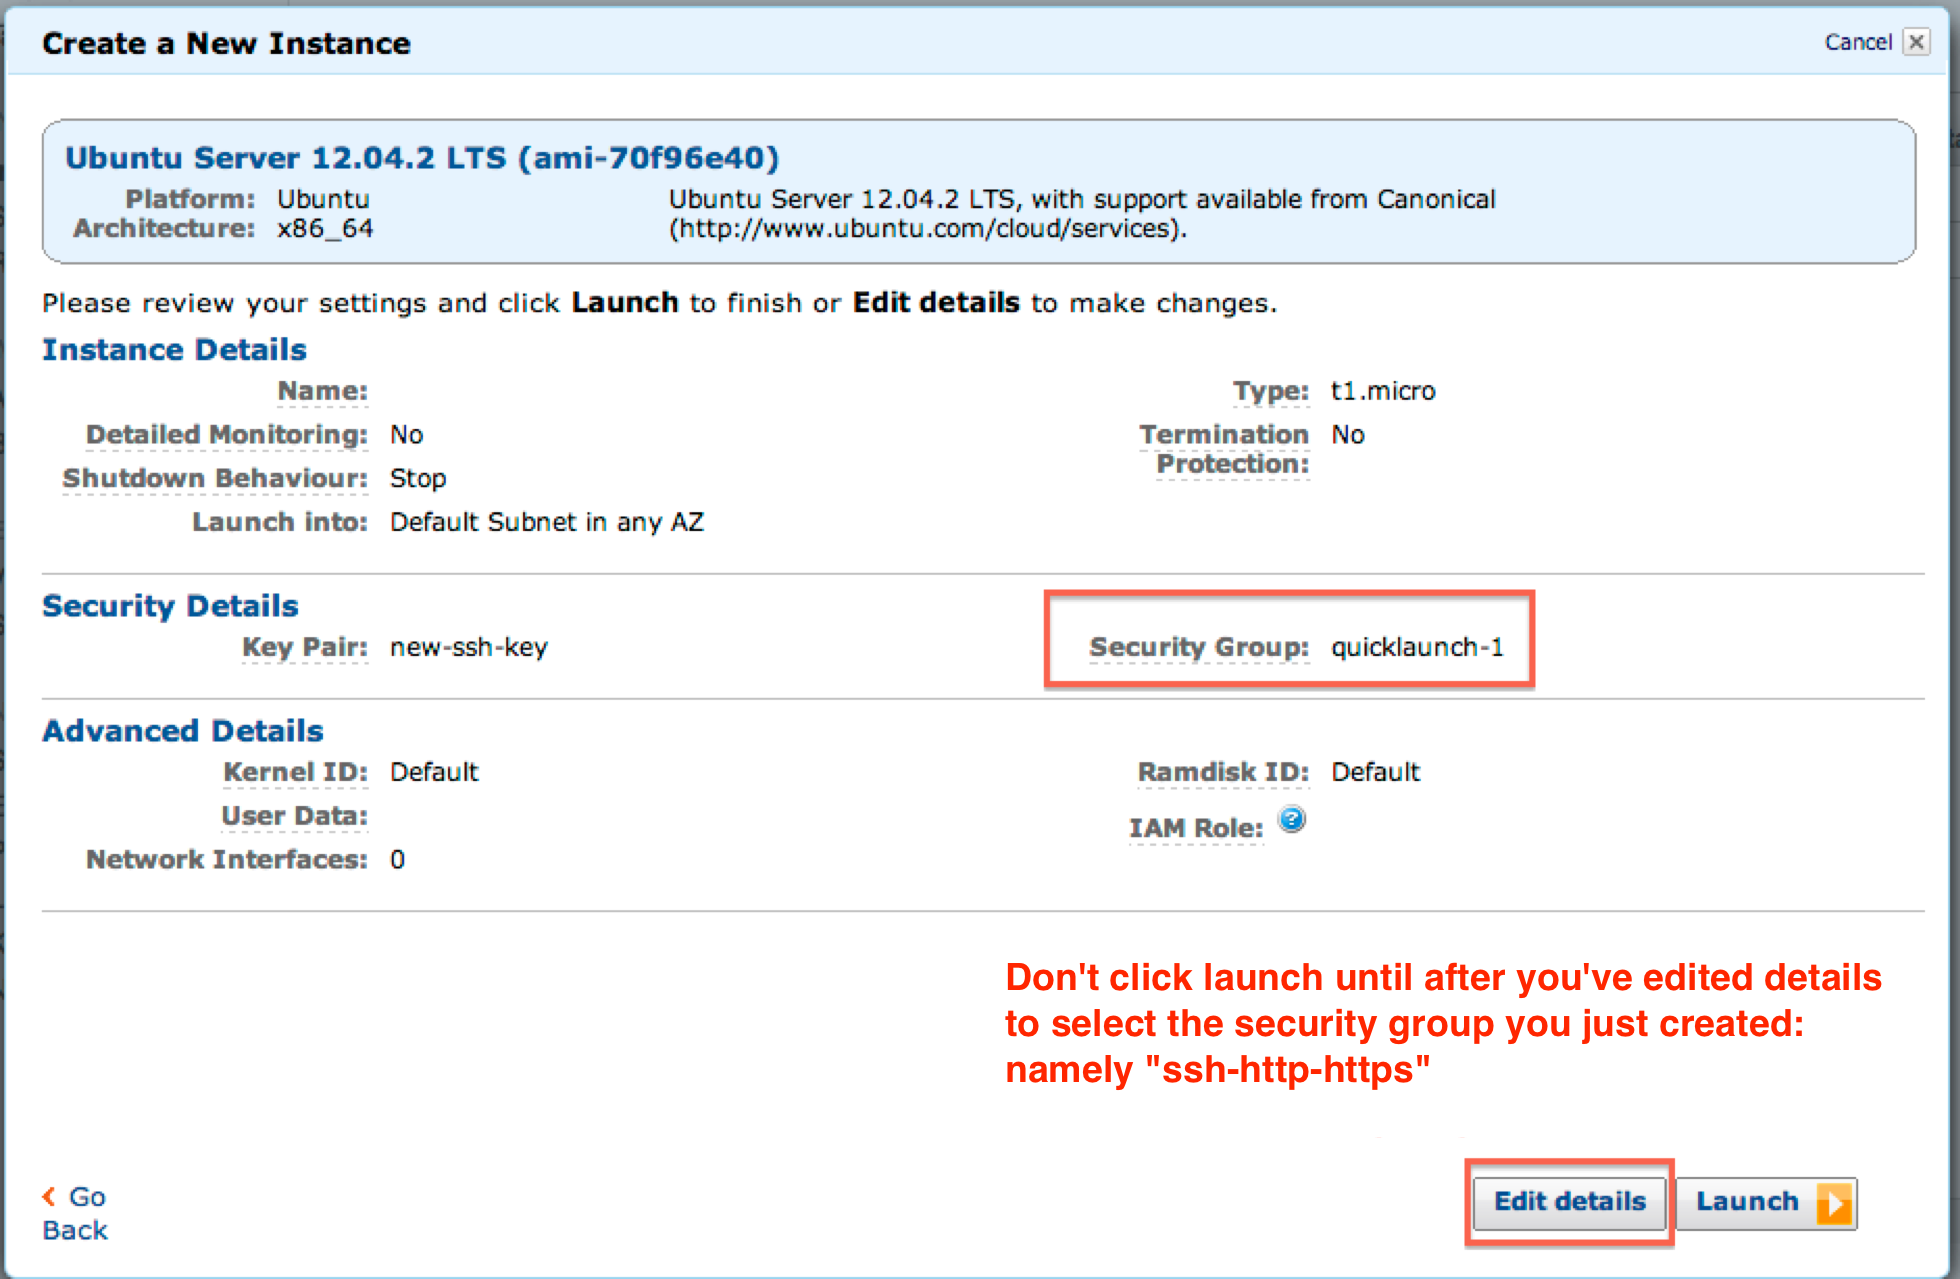 Create a New Instance
Cancel
Ubuntu Server 12.04.2 LTS (ami-70f96e40)
Platform: Ubuntu
Architecture: x86_64
Ubuntu Server 12.04.2 LTS, with support available from Canonical
(http://www.ubuntu.com/cloud/services).
Please review your settings and click Launch to finish or Edit details to make changes.
Instance Details
Name:
Type: t1.micro
Detailed Monitoring: No
Termination Protection: No
Shutdown Behaviour: Stop
Launch into: Default Subnet in any AZ
Security Details
Key Pair: new-ssh-key
Security Group: quicklaunch-1
Advanced Details
Kernel ID: Default
Ramdisk ID: Default
User Data:
IAM Role: ?
Network Interfaces: 0
Don't click launch until after you've edited details
to select the security group you just created:
namely "ssh-http-https"
Go
Back
Edit details
Launch